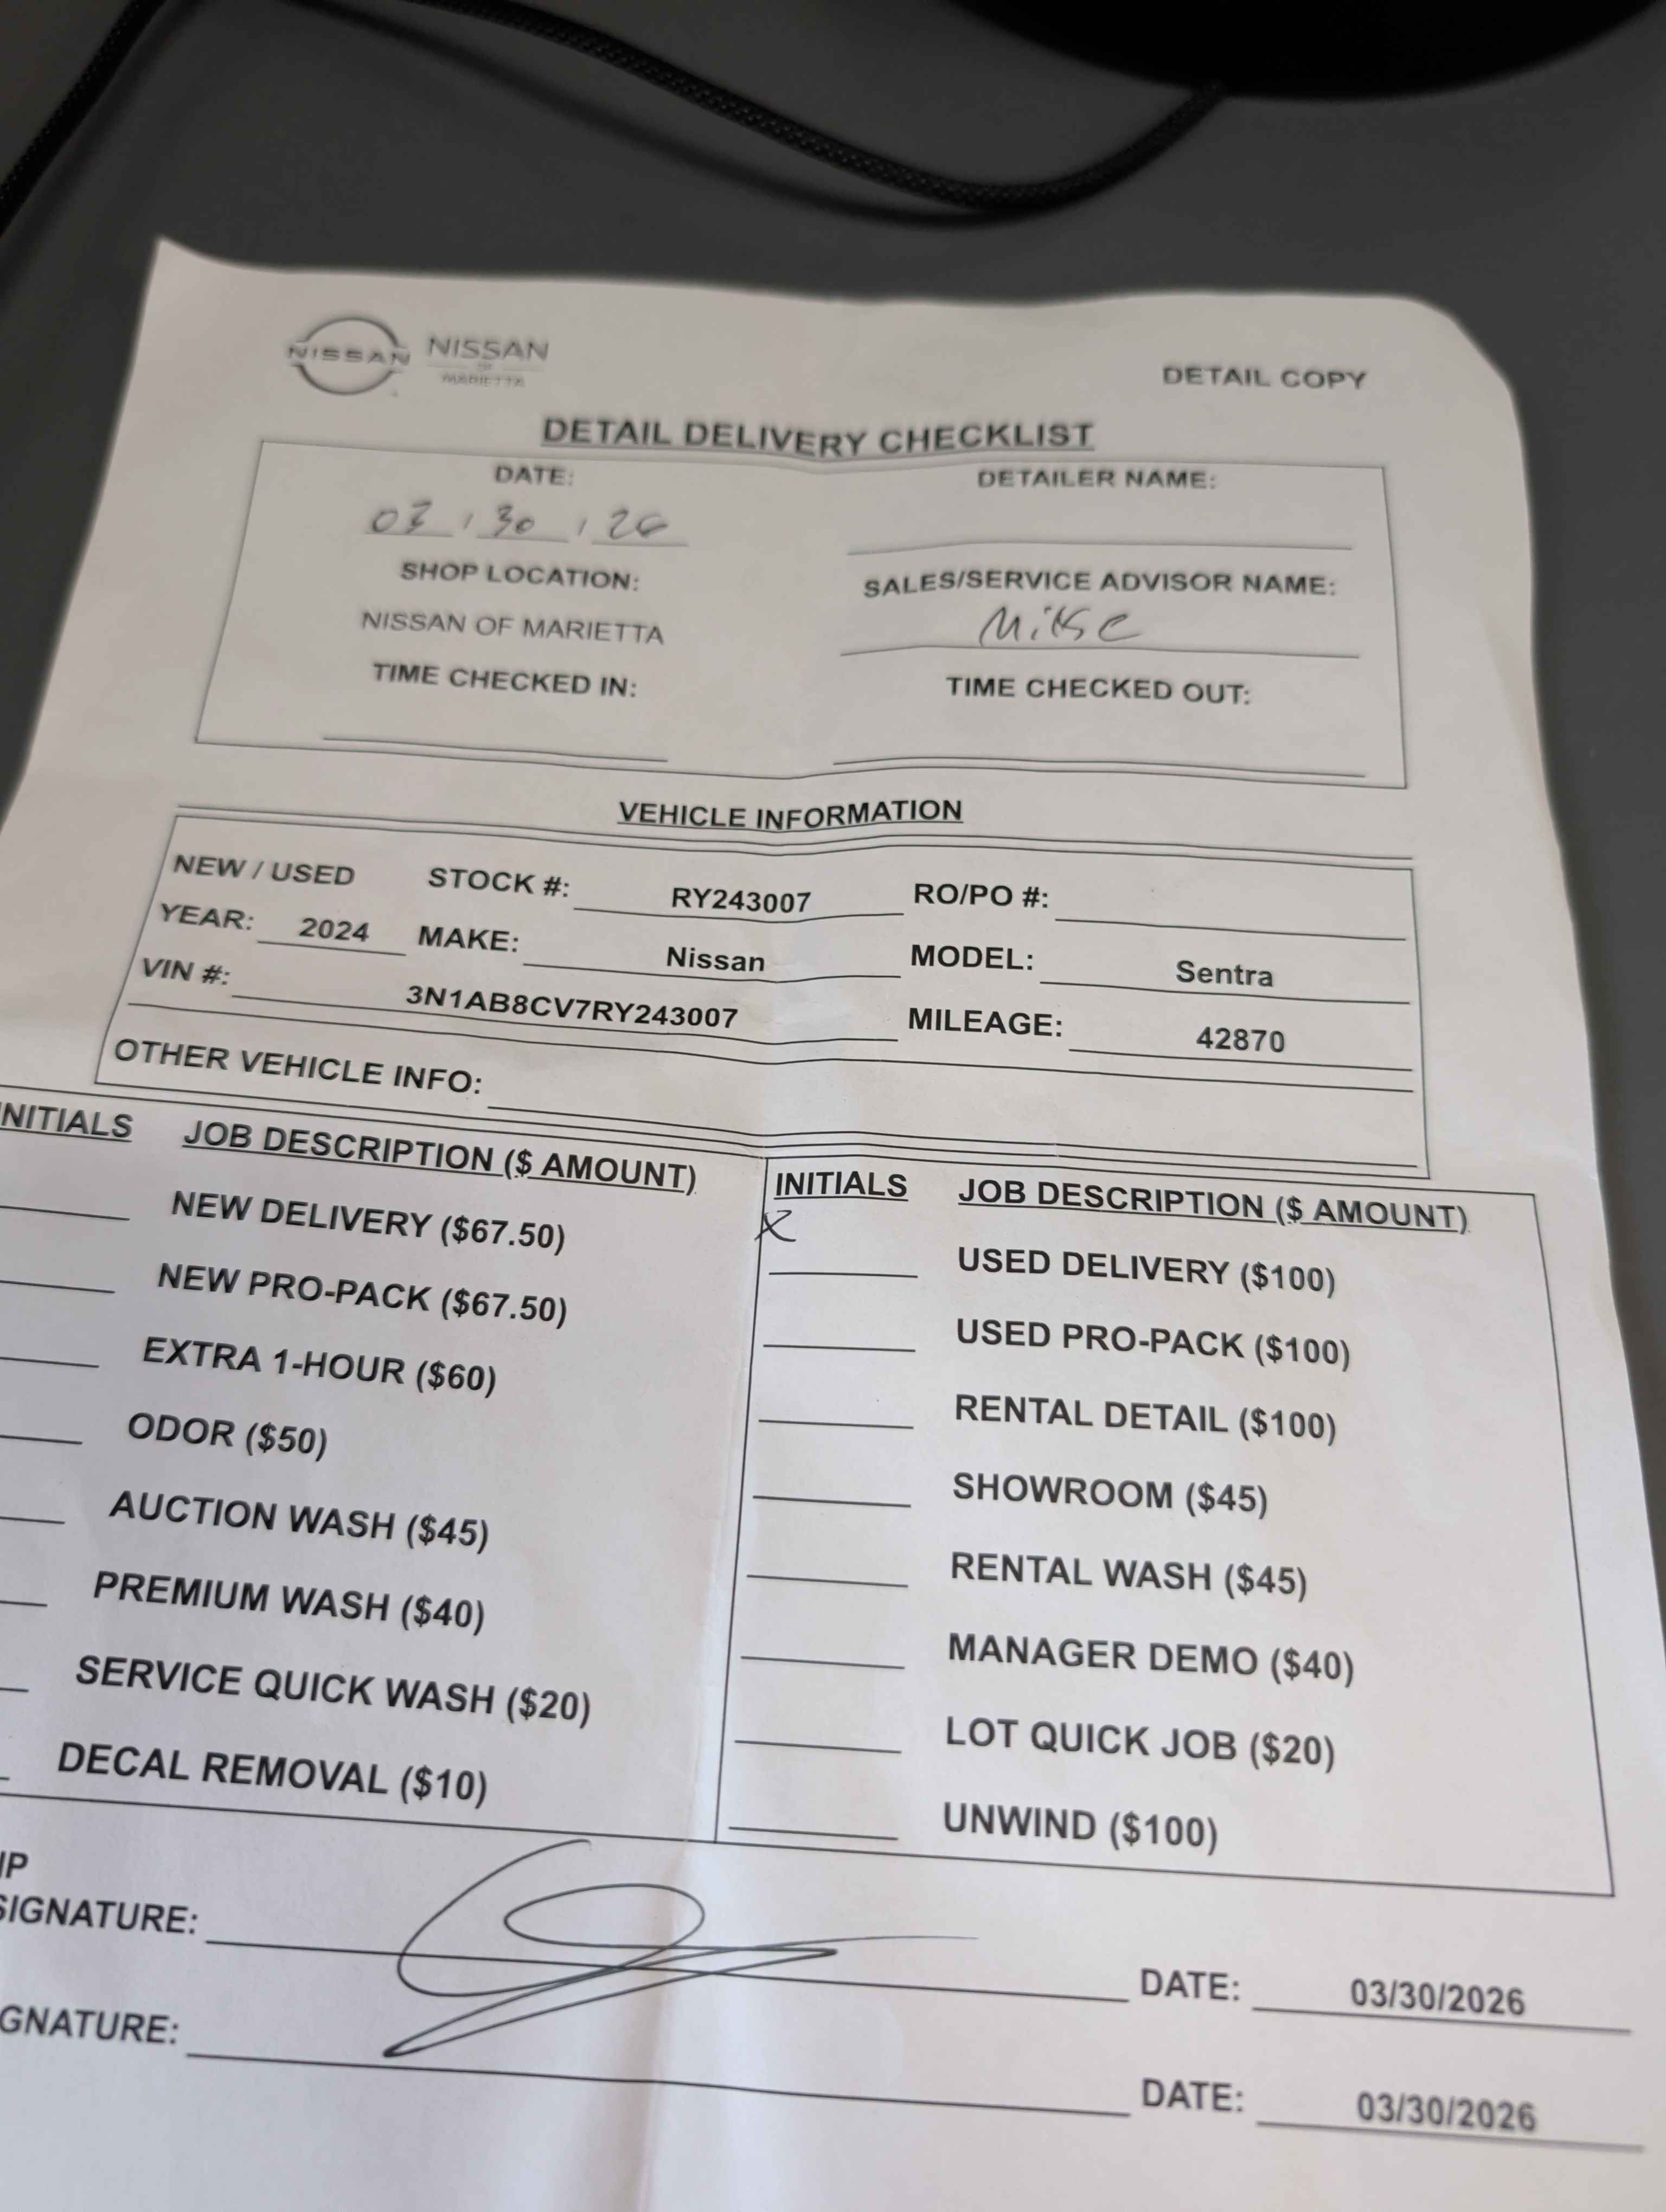 NISSAN NISSAN
OF
MARIETTA
DETAIL COPY
DETAIL DELIVERY CHECKLIST
DATE: DETAILER NAME:
03 / 30 / 26
SHOP LOCATION: SALES/SERVICE ADVISOR NAME:
NISSAN OF MARIETTA Mike
TIME CHECKED IN: TIME CHECKED OUT:
VEHICLE INFORMATION
NEW / USED STOCK #: RY243007 RO/PO #:
YEAR: 2024 MAKE: Nissan MODEL: Sentra
VIN #: 3N1AB8CV7RY243007 MILEAGE: 42870
OTHER VEHICLE INFO:
NITIALS JOB DESCRIPTION ($ AMOUNT)
NEW DELIVERY ($67.50)
NEW PRO-PACK ($67.50)
EXTRA 1-HOUR ($60)
ODOR ($50)
AUCTION WASH ($45)
PREMIUM WASH ($40)
SERVICE QUICK WASH ($20)
DECAL REMOVAL ($10)
INITIALS JOB DESCRIPTION ($ AMOUNT)
X USED DELIVERY ($100)
USED PRO-PACK ($100)
RENTAL DETAIL ($100)
SHOWROOM ($45)
RENTAL WASH ($45)
MANAGER DEMO ($40)
LOT QUICK JOB ($20)
UNWIND ($100)
IP
SIGNATURE: DATE: 03/30/2026
GNATURE: DATE: 03/30/2026